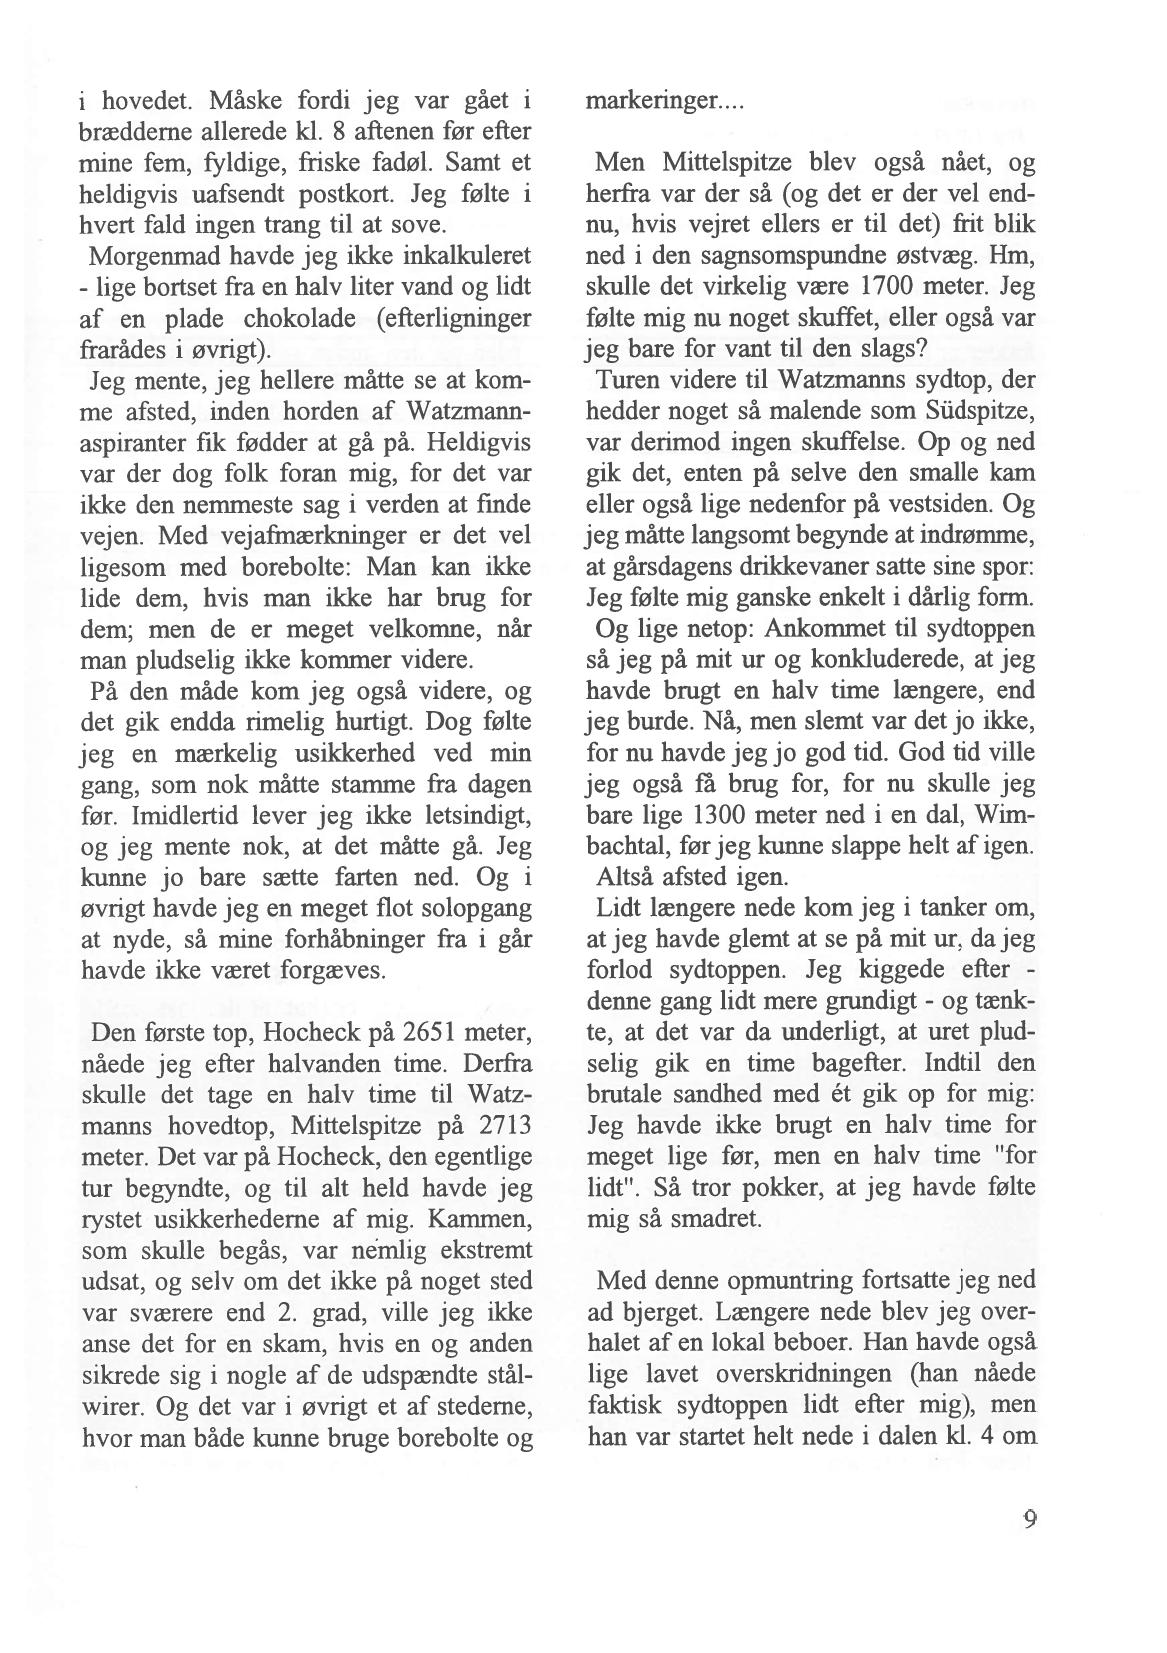 i hovedet. Måske fordi jeg var gået i
brædderne allerede kl. 8 aftenen før efter
mine fem, fyldige, friske fadøl. Samt et
heldigvis uafsendt postkort. Jeg følte i
hvert fald ingen trang til at sove.
Morgenmad havde jeg ikke inkalkuleret
- lige bortset fra en halv liter vand og lidt
af en plade chokolade (efterligninger
frarådes i øvrigt).
Jeg mente, jeg hellere måtte se at kom-
me afsted, inden horden af Watzmann-
aspiranter fik fødder at gå på. Heldigvis
var der dog folk foran mig, for det var
ikke den nemmeste sag i verden at finde
vejen. Med vejafmærkninger er det vel
ligesom med borebolte: Man kan ikke
lide dem, hvis man ikke har brug for
dem; men de er meget velkomne, når
man pludselig ikke kommer videre.
På den måde kom jeg også videre, og
det gik endda rimelig hurtigt. Dog følte
jeg en mærkelig usikkerhed ved min
gang, som nok måtte stamme fra dagen
før. Imidlertid lever jeg ikke letsindigt,
og jeg mente nok, at det måtte gå. Jeg
kunne jo bare sætte farten ned. Og i
øvrigt havde jeg en meget flot solopgang
at nyde, så mine forhåbninger fra i går
havde ikke været forgæves.
Den første top, Hocheck på 2651 meter,
nåede jeg efter halvanden time. Derfra
skulle det tage en halv time til Watz-
manns hovedtop, Mittelspitze på 2713
meter. Det var på Hocheck, den egentlige
tur begyndte, og til alt held havde jeg
rystet usikkerhederne af mig. Kammen,
som skulle begås, var nemlig ekstremt
udsat, og selv om det ikke på noget sted
var sværere end 2. grad, ville jeg ikke
anse det for en skam, hvis en og anden
sikrede sig i nogle af de udspændte stål-
wirer. Og det var i øvrigt et af stederne,
hvor man både kunne bruge borebolte og
markeringer....
Men Mittelspitze blev også nået, og
herfra var der så (og det er der vel end-
nu, hvis vejret ellers er til det) frit blik
ned i den sagnsomspundne østvæg. Hm,
skulle det virkelig være 1700 meter. Jeg
følte mig nu noget skuffet, eller også var
jeg bare for vant til den slags?
Turen videre til Watzmanns sydtop, der
hedder noget så malende som Südspitze,
var derimod ingen skuffelse. Op og ned
gik det, enten på selve den smalle kam
eller også lige nedenfor på vestsiden. Og
jeg måtte langsomt begynde at indrømme,
at gårsdagens drikkevaner satte sine spor:
Jeg følte mig ganske enkelt i dårlig form.
Og lige netop: Ankommet til sydtoppen
så jeg på mit ur og konkluderede, at jeg
havde brugt en halv time længere, end
jeg burde. Nå, men slemt var det jo ikke,
for nu havde jeg jo god tid. God tid ville
jeg også få brug for, for nu skulle jeg
bare lige 1300 meter ned i en dal, Wim-
bachtal, før jeg kunne slappe helt af igen.
Altså afsted igen.
Lidt længere nede kom jeg i tanker om,
at jeg havde glemt at se på mit ur, da jeg
forlod sydtoppen. Jeg kiggede efter -
denne gang lidt mere grundigt - og tænk-
te, at det var da underligt, at uret plud-
selig gik en time bagefter. Indtil den
brutale sandhed med ét gik op for mig:
Jeg havde ikke brugt en halv time for
meget lige før, men en halv time "for
lidt". Så tror pokker, at jeg havde følte
mig så smadret.
Med denne opmuntring fortsatte jeg ned
ad bjerget. Længere nede blev jeg over-
halet af en lokal beboer. Han havde også
lige lavet overskridningen (han nåede
faktisk sydtoppen lidt efter mig), men
han var startet helt nede i dalen kl. 4 om
9